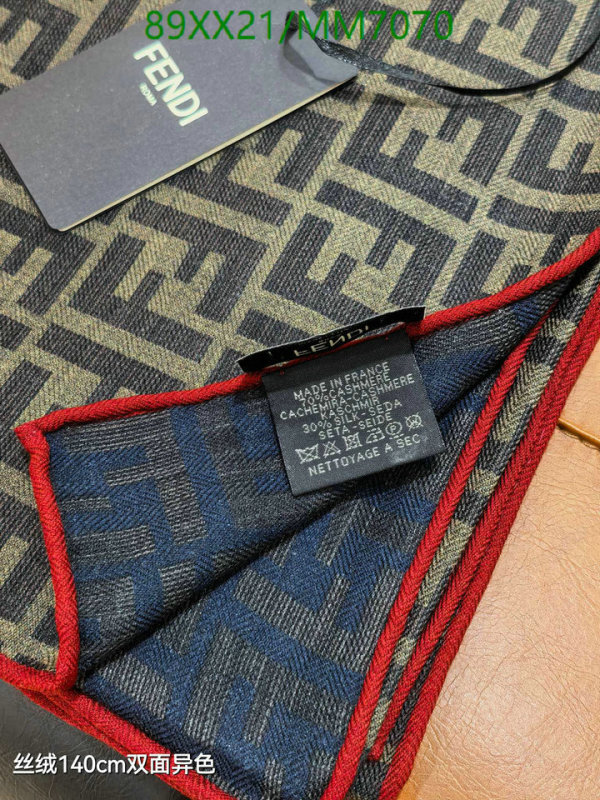 89XX21/MM7070
FENDI
ROMA
FENDI
MADE IN FRANCE
70% CASHMERE
CACHEMIRE-CASHMERE
KASCHMIR
30% SILK-SEDA
SETA-SEIDE
NETTOYAGE A SEC
丝绒140cm双面异色